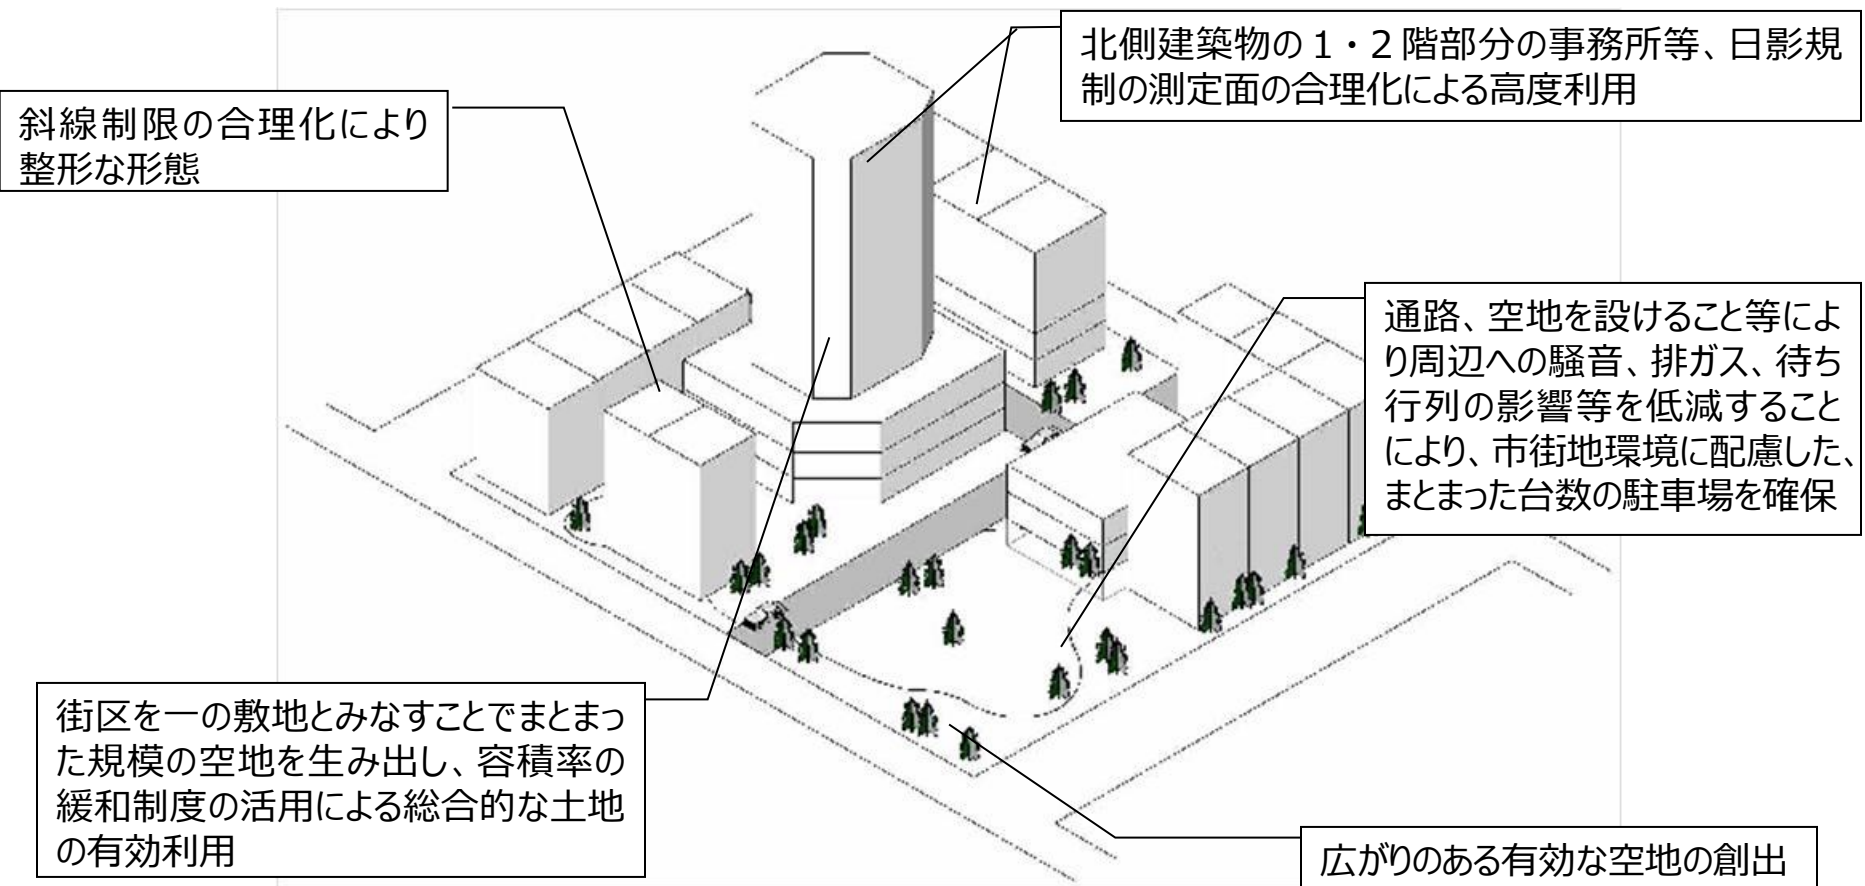 北側建築物の1・2階部分の事務所等、日影規
制の測定面の合理化による高度利用
斜線制限の合理化により
整形な形態
通路、空地を設けること等によ
り周辺への騒音、排ガス、待ち
行列の影響等を低減すること
により、市街地環境に配慮した、
まとまった台数の駐車場を確保
街区を一の敷地とみなすことでまとまっ
た規模の空地を生み出し、容積率の
緩和制度の活用による総合的な土地
の有効利用
広がりのある有効な空地の創出